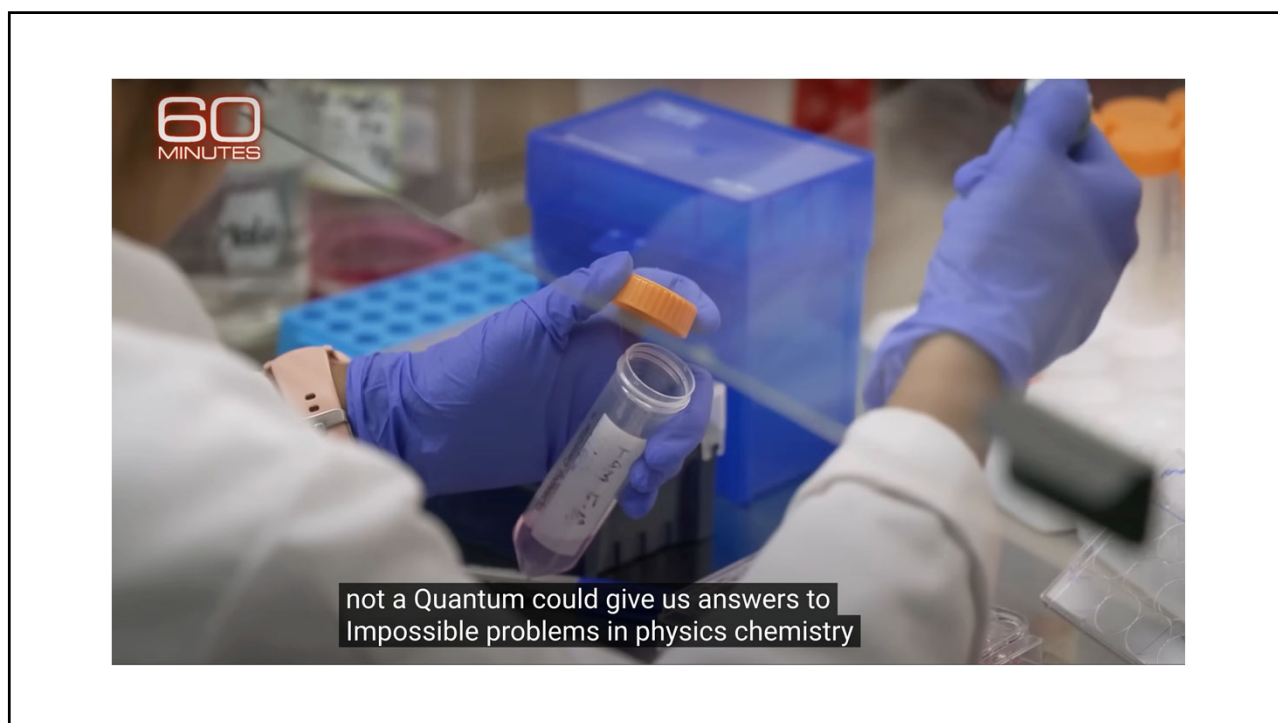 60
MINUTES
not a Quantum could give us answers to
Impossible problems in physics chemistry